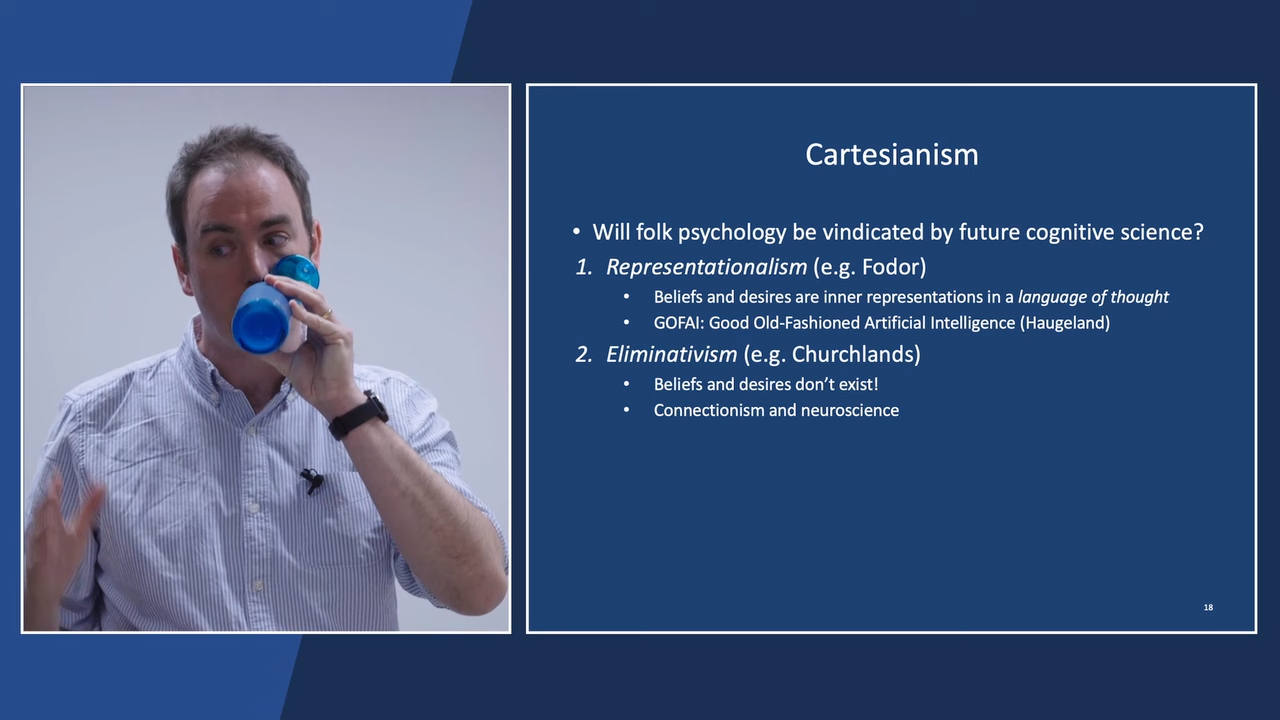 Cartesianism
• Will folk psychology be vindicated by future cognitive science?
1. Representationalism (e.g. Fodor)
• Beliefs and desires are inner representations in a language of thought
• GOFAI: Good Old-Fashioned Artificial Intelligence (Haugeland)
2. Eliminativism (e.g. Churchlands)
• Beliefs and desires don’t exist!
• Connectionism and neuroscience
18